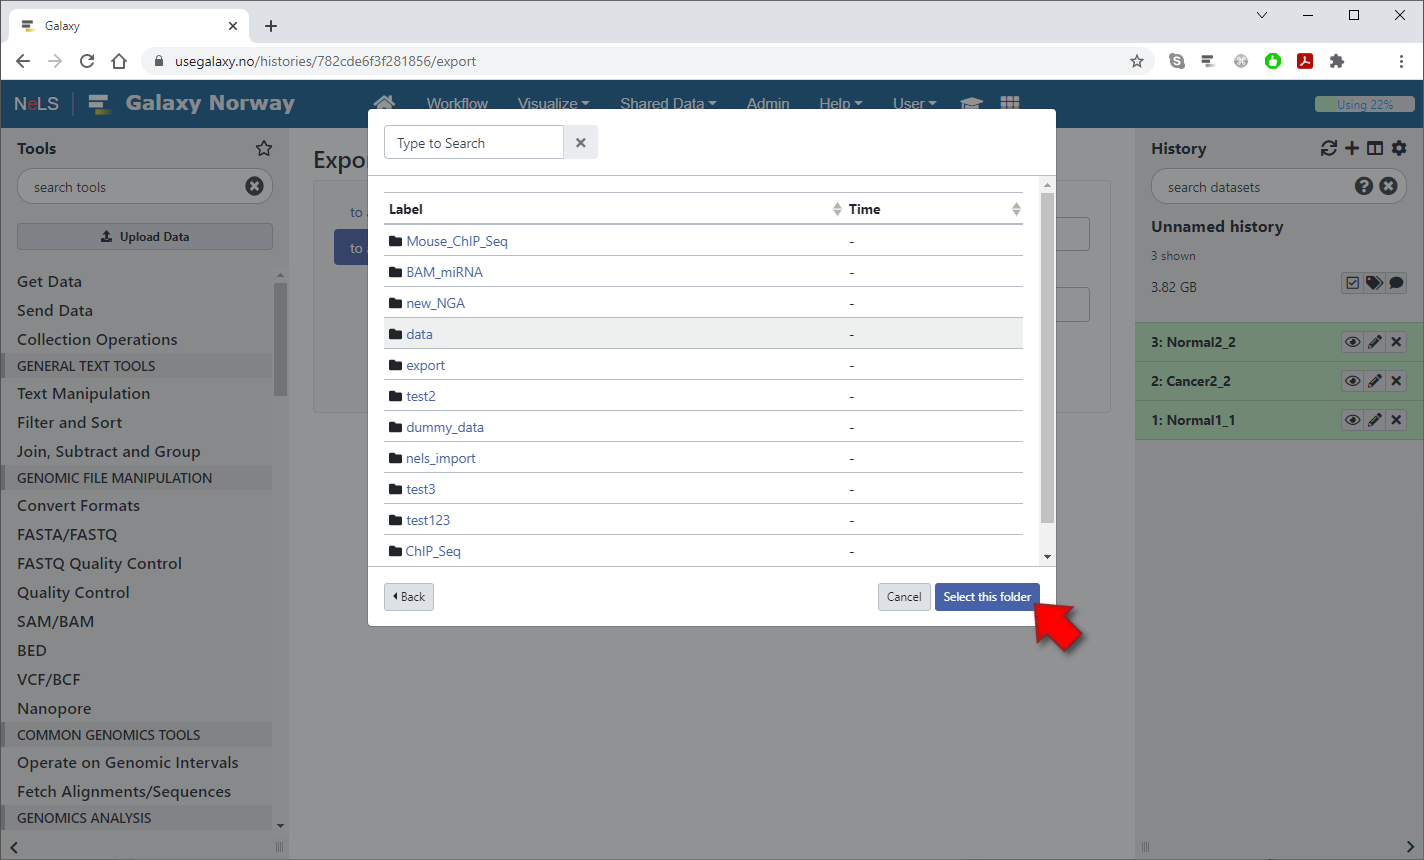 Galaxy
usegalaxy.no/histories/782cde6f3f281856/export
NeLS
Galaxy Norway
Workflow
Visualize
Shared Data
Admin
Help
User
Using 22%
Tools
search tools
Upload Data
Get Data
Send Data
Collection Operations
GENERAL TEXT TOOLS
Text Manipulation
Filter and Sort
Join, Subtract and Group
GENOMIC FILE MANIPULATION
Convert Formats
FASTA/FASTQ
FASTQ Quality Control
Quality Control
SAM/BAM
BED
VCF/BCF
Nanopore
COMMON GENOMICS TOOLS
Operate on Genomic Intervals
Fetch Alignments/Sequences
GENOMICS ANALYSIS
Expo
to
to
Type to Search
Label Time
Mouse_ChIP_Seq -
BAM_miRNA -
new_NGA -
data -
export -
test2 -
dummy_data -
nels_import -
test3 -
test123 -
ChIP_Seq -
Back
Cancel
Select this folder
History
search datasets
Unnamed history
3 shown
3.82 GB
3: Normal2_2
2: Cancer2_2
1: Normal1_1